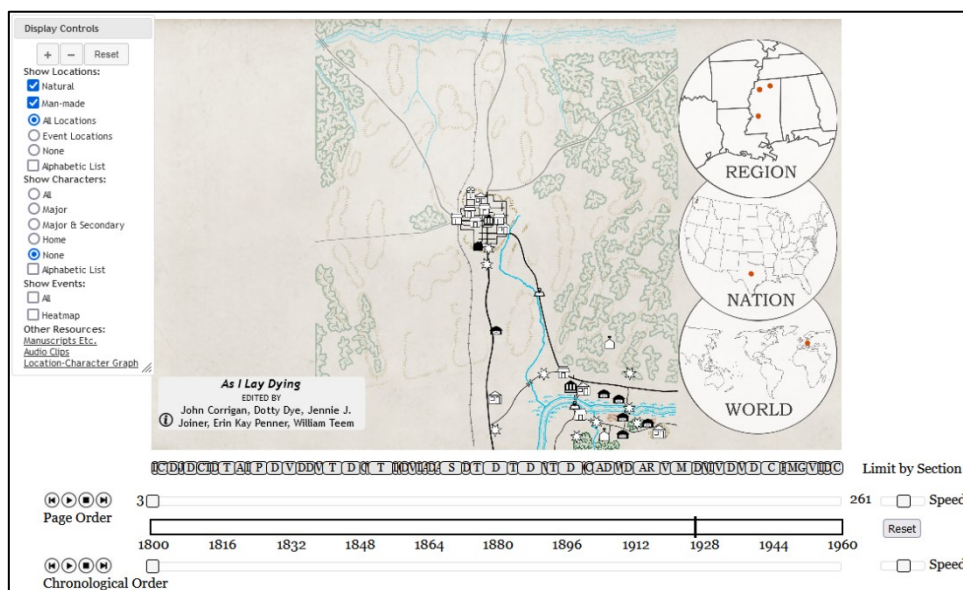 Display Controls
+ − Reset
Show Locations:
Natural
Man-made
All Locations
Event Locations
None
Alphabetic List
Show Characters:
All
Major
Major & Secondary
Home
None
Alphabetic List
Show Events:
All
Heatmap
Other Resources:
Manuscripts Etc.
Audio Clips
Location-Character Graph
As I Lay Dying
EDITED BY
John Corrigan, Dotty Dye, Jennie J.
Joiner, Erin Kay Penner, William Teem
REGION
NATION
WORLD
Limit by Section
3
261
Speed
Page Order
1800 1816 1832 1848 1864 1880 1896 1912 1928 1944 1960
Reset
Speed
Chronological Order